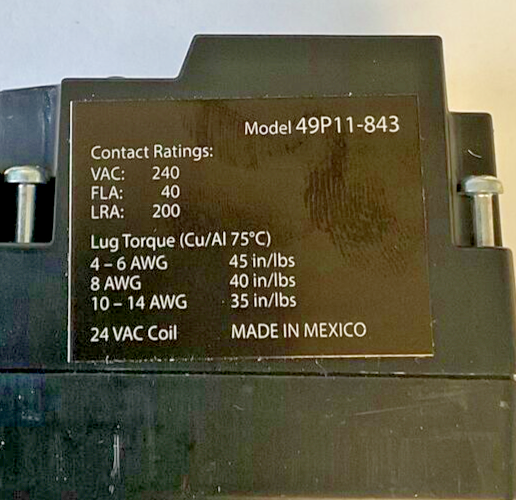 Model 49P11-843
Contact Ratings:
VAC: 240
FLA: 40
LRA: 200
Lug Torque (Cu/Al 75°C)
4 – 6 AWG 45 in/lbs
8 AWG 40 in/lbs
10 – 14 AWG 35 in/lbs
24 VAC Coil MADE IN MEXICO